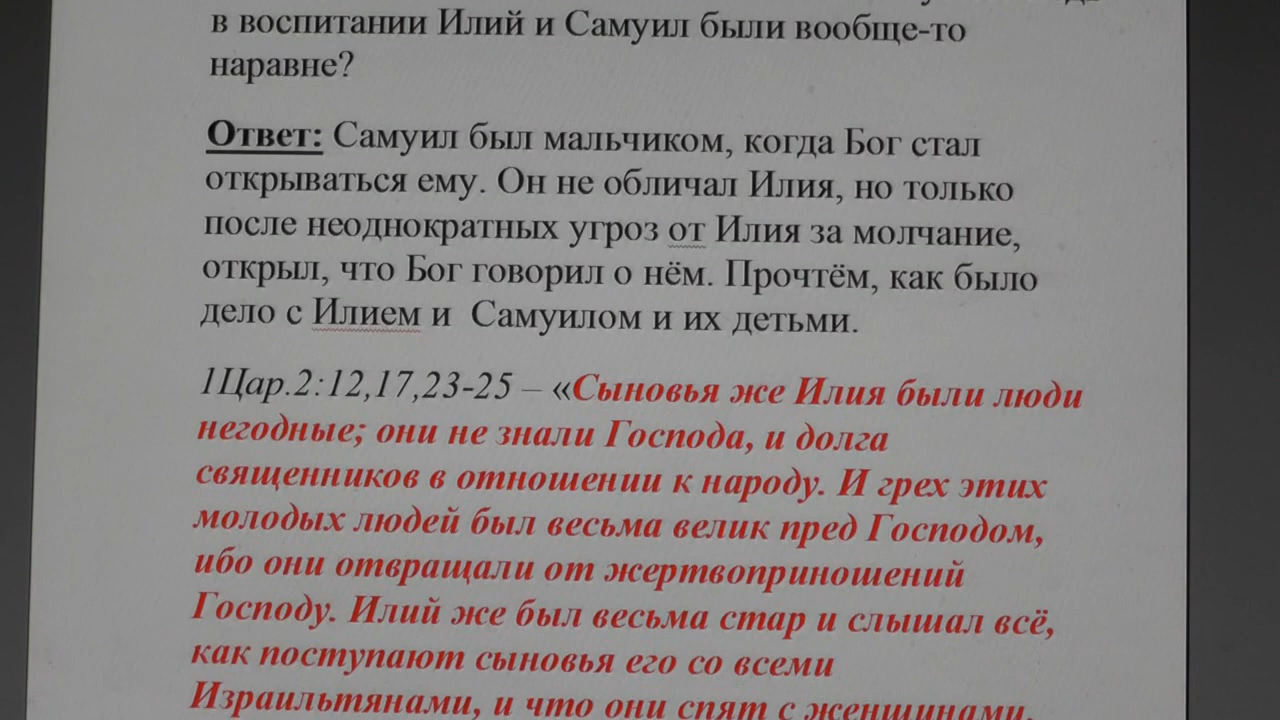 в воспитании Илий и Самуил были вообще-то
наравне?
Ответ: Самуил был мальчиком, когда Бог стал
открываться ему. Он не обличал Илия, но только
после неоднократных угроз от Илия за молчание,
открыл, что Бог говорил о нём. Прочтём, как было
дело с Илием и Самуилом и их детьми.
1Цар.2:12,17,23-25 – «Сыновья же Илия были люди
негодные; они не знали Господа, и долга
священников в отношении к народу. И грех этих
молодых людей был весьма велик пред Господом,
ибо они отвращали от жертвоприношений
Господу. Илий же был весьма стар и слышал всё,
как поступают сыновья его со всеми
Израильтянами, и что они спят с женщинами,